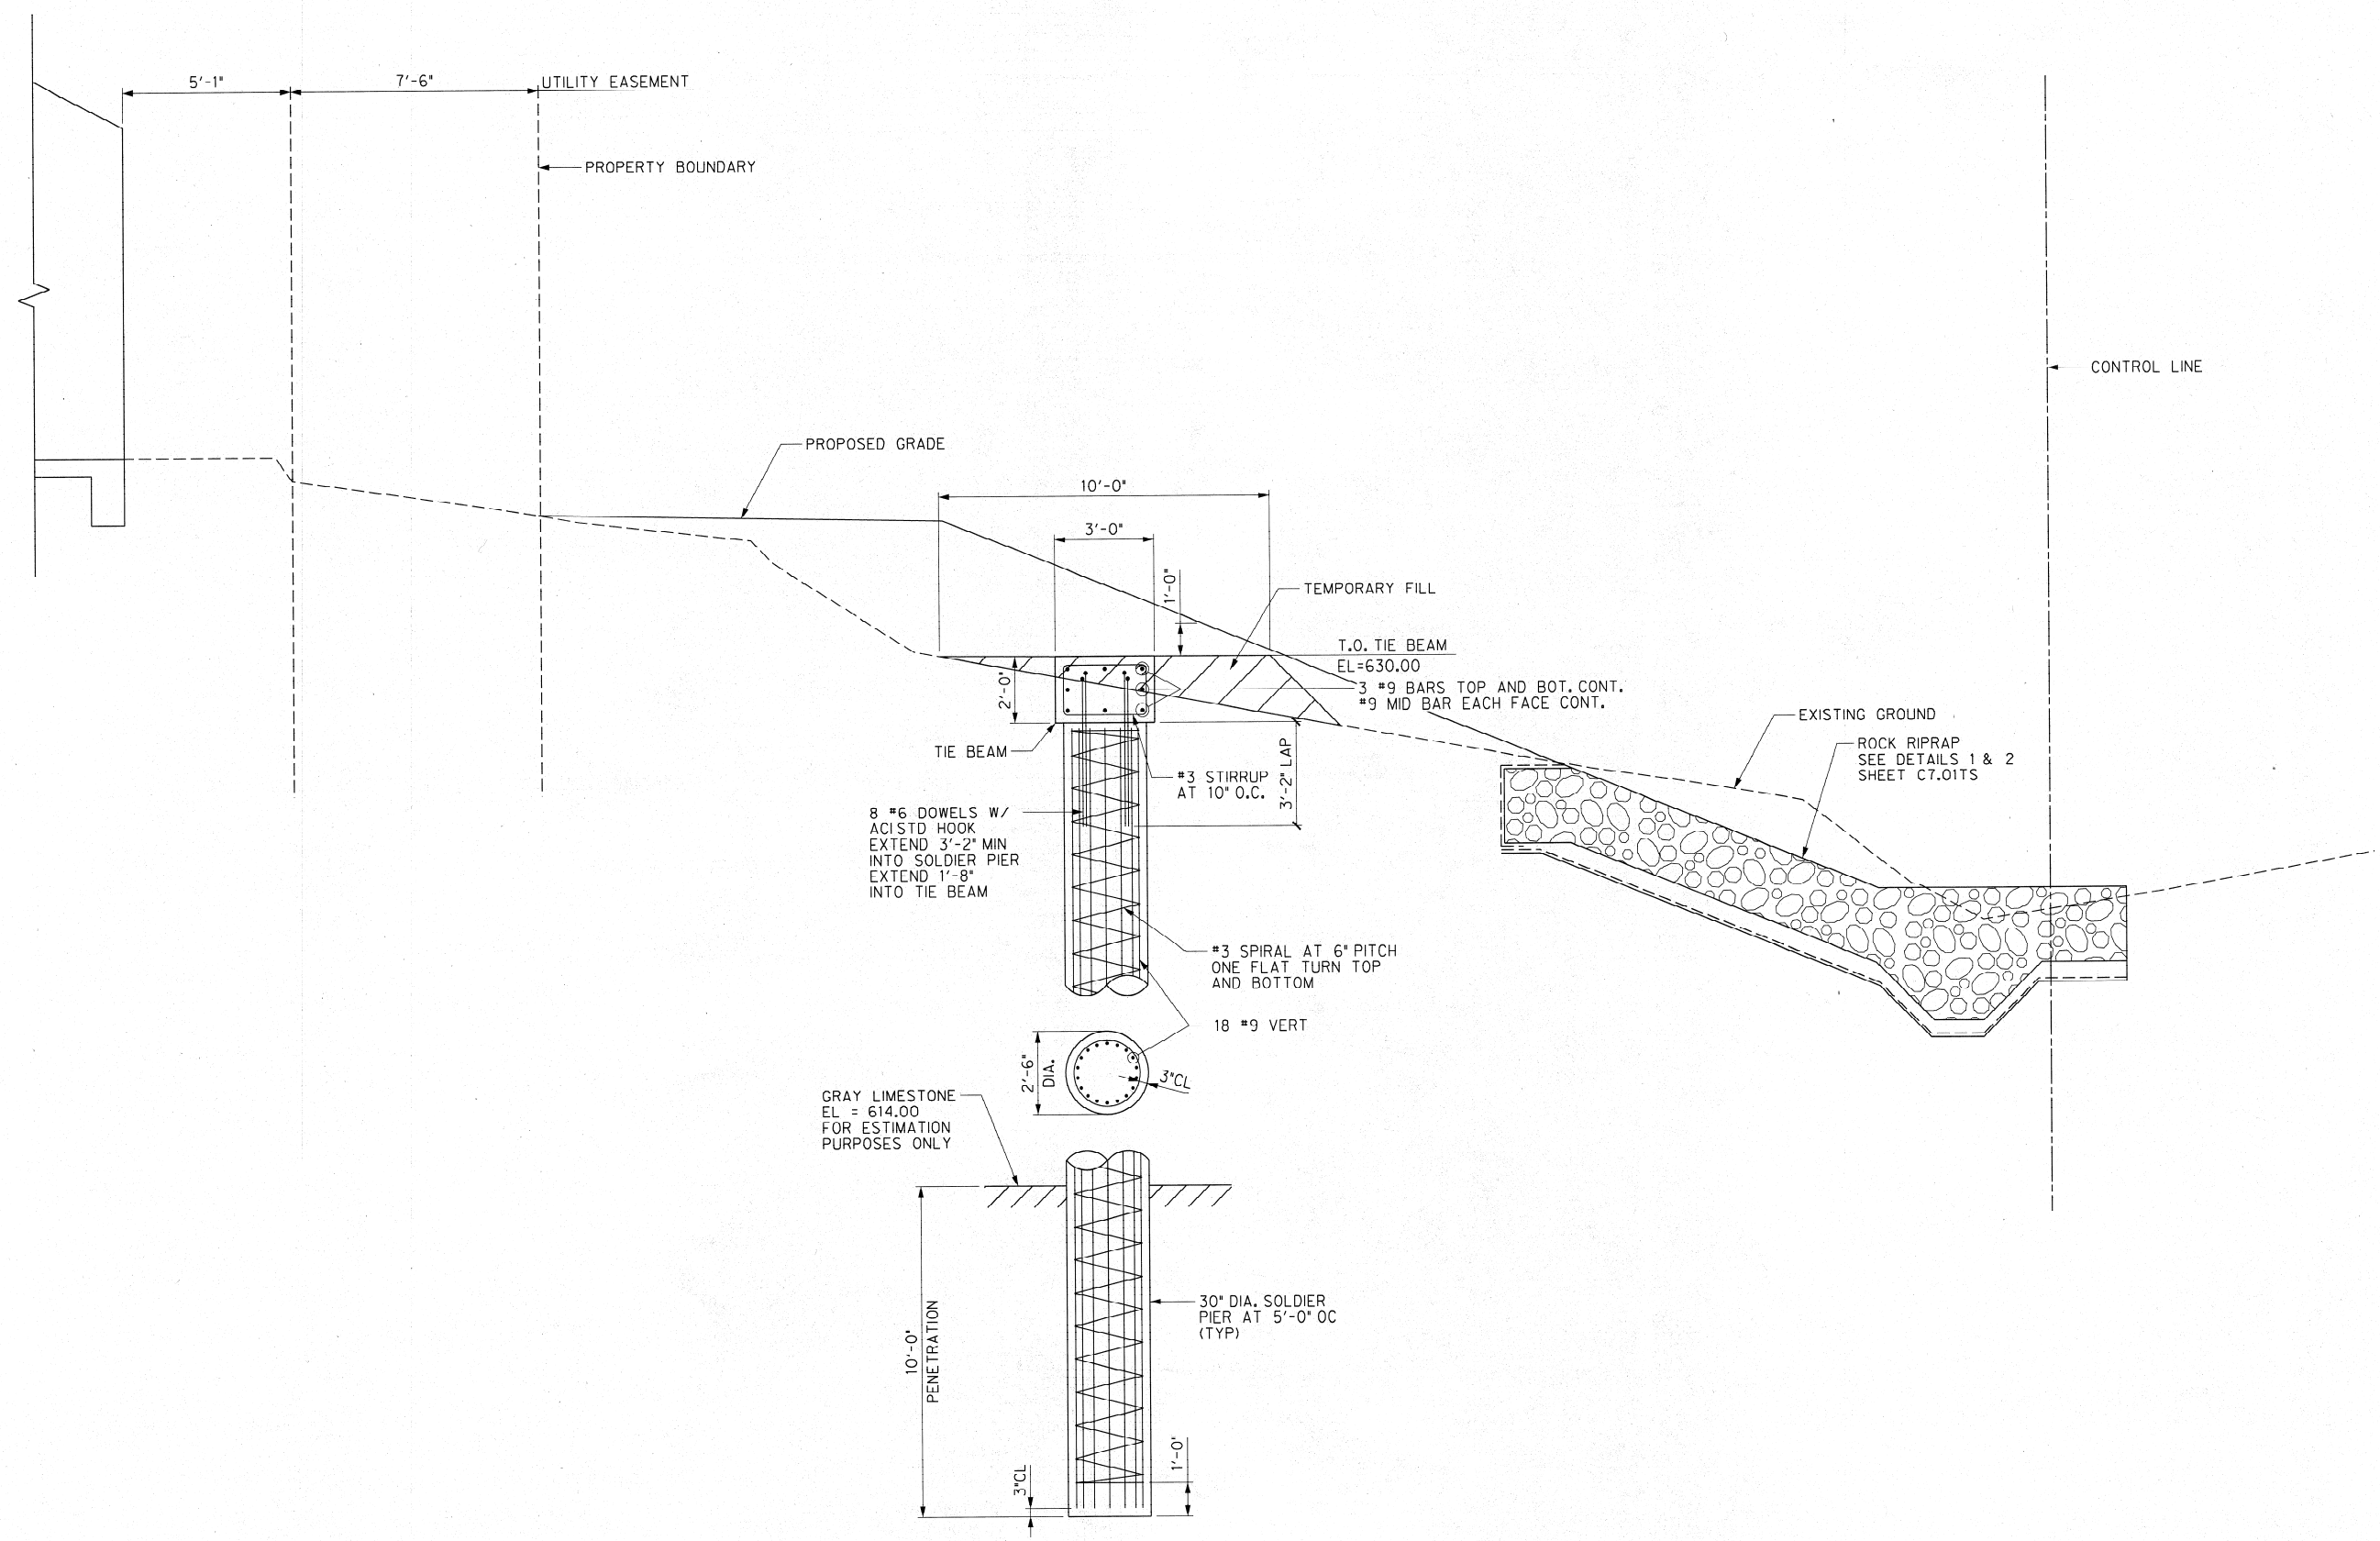 5'-1"
7'-6"
UTILITY EASEMENT
PROPERTY BOUNDARY
CONTROL LINE
PROPOSED GRADE
10'-0"
3'-0"
1'-0"
TEMPORARY FILL
T.O. TIE BEAM
EL=630.00
3 #9 BARS TOP AND BOT. CONT.
#9 MID BAR EACH FACE CONT.
2'-0"
EXISTING GROUND
ROCK RIPRAP
SEE DETAILS 1 & 2
SHEET C7.01TS
TIE BEAM
#3 STIRRUP
AT 10" O.C.
3'-2" LAP
8 #6 DOWELS W/
ACI STD HOOK
EXTEND 3'-2" MIN
INTO SOLDIER PIER
EXTEND 1'-8"
INTO TIE BEAM
#3 SPIRAL AT 6" PITCH
ONE FLAT TURN TOP
AND BOTTOM
18 #9 VERT
2'-6"
DIA.
3"CL
GRAY LIMESTONE
EL = 614.00
FOR ESTIMATION
PURPOSES ONLY
30" DIA. SOLDIER
PIER AT 5'-0" OC
(TYP)
10'-0"
PENETRATION
3"CL
1'-0"